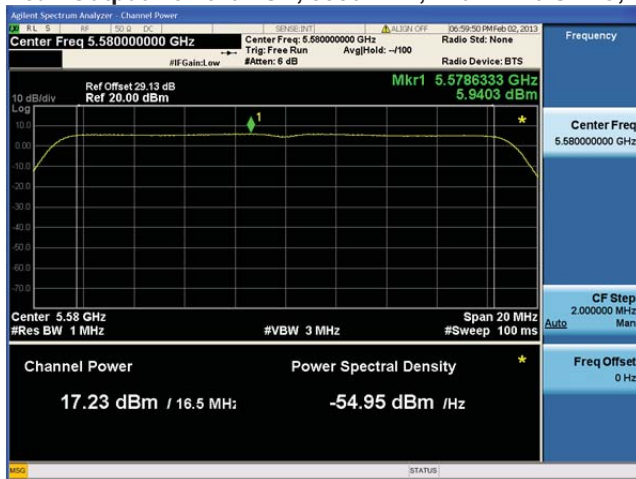 Agilent Spectrum Analyzer - Channel Power
RL S RF 50 Ω DC SENSE:INT ALIGN OFF 06:59:50 PM Feb 02, 2013
Center Freq 5.580000000 GHz
Center Freq: 5.580000000 GHz
Radio Std: None
Trig: Free Run Avg|Hold: --/100
#IFGain:Low #Atten: 6 dB
Radio Device: BTS
Frequency
Mkr1 5.5786333 GHz
5.9403 dBm
Ref Offset 29.13 dB
10 dB/div Ref 20.00 dBm
Log
1
*
10.0
0.00
-10.0
-20.0
-30.0
-40.0
-50.0
-60.0
-70.0
Center 5.58 GHz Span 20 MHz
#Res BW 1 MHz #VBW 3 MHz #Sweep 100 ms
Channel Power
Power Spectral Density
*
17.23 dBm / 16.5 MHz
-54.95 dBm /Hz
Center Freq
5.580000000 GHz
CF Step
2.000000 MHz
Auto Man
Freq Offset
0 Hz
MSG STATUS